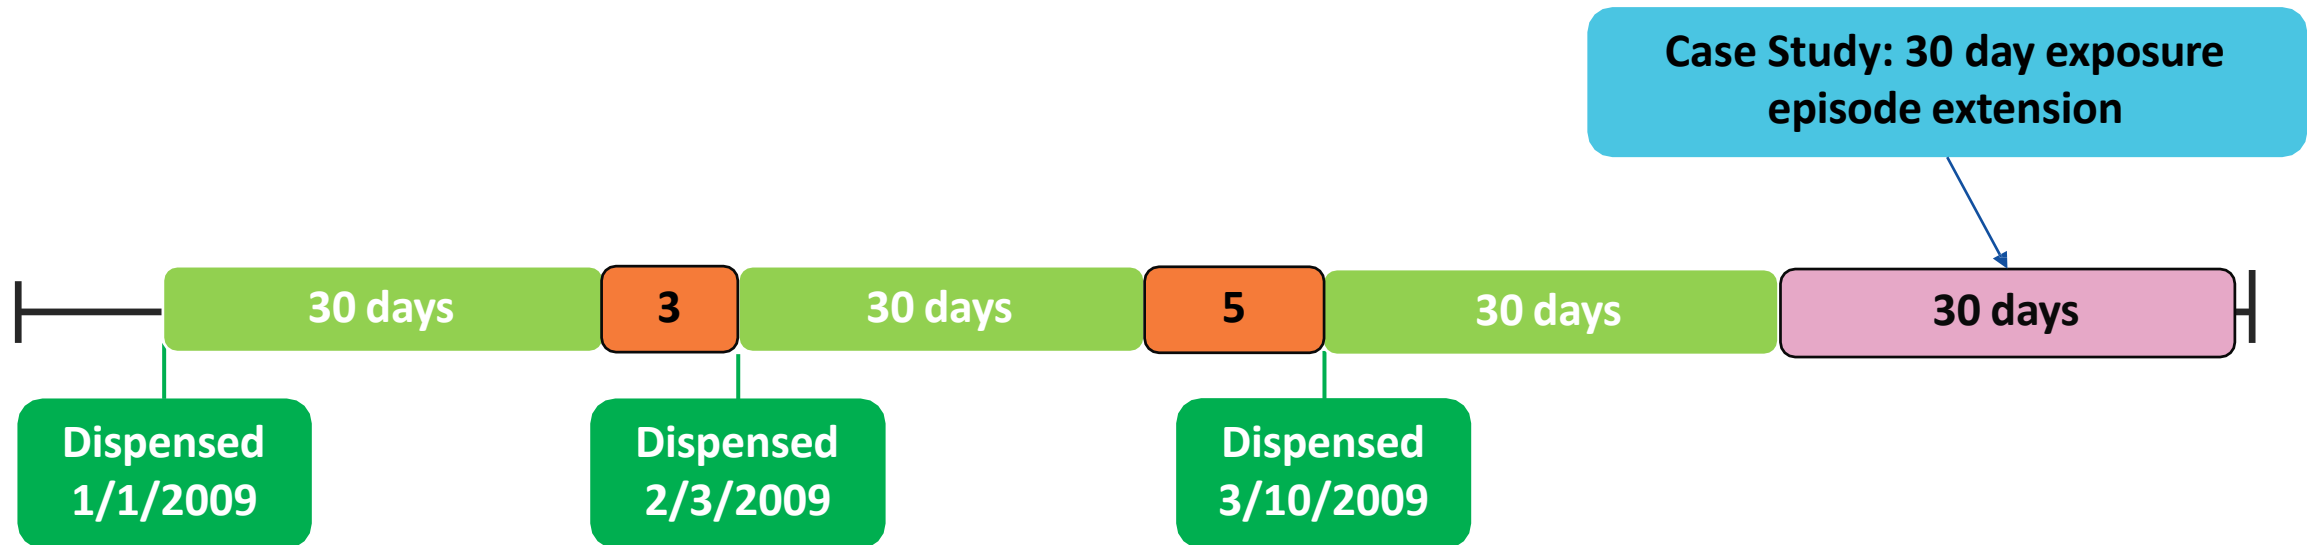 Case Study: 30 day exposure
episode extension
30 days
3
30 days
5
30 days
30 days
Dispensed
1/1/2009
Dispensed
2/3/2009
Dispensed
3/10/2009